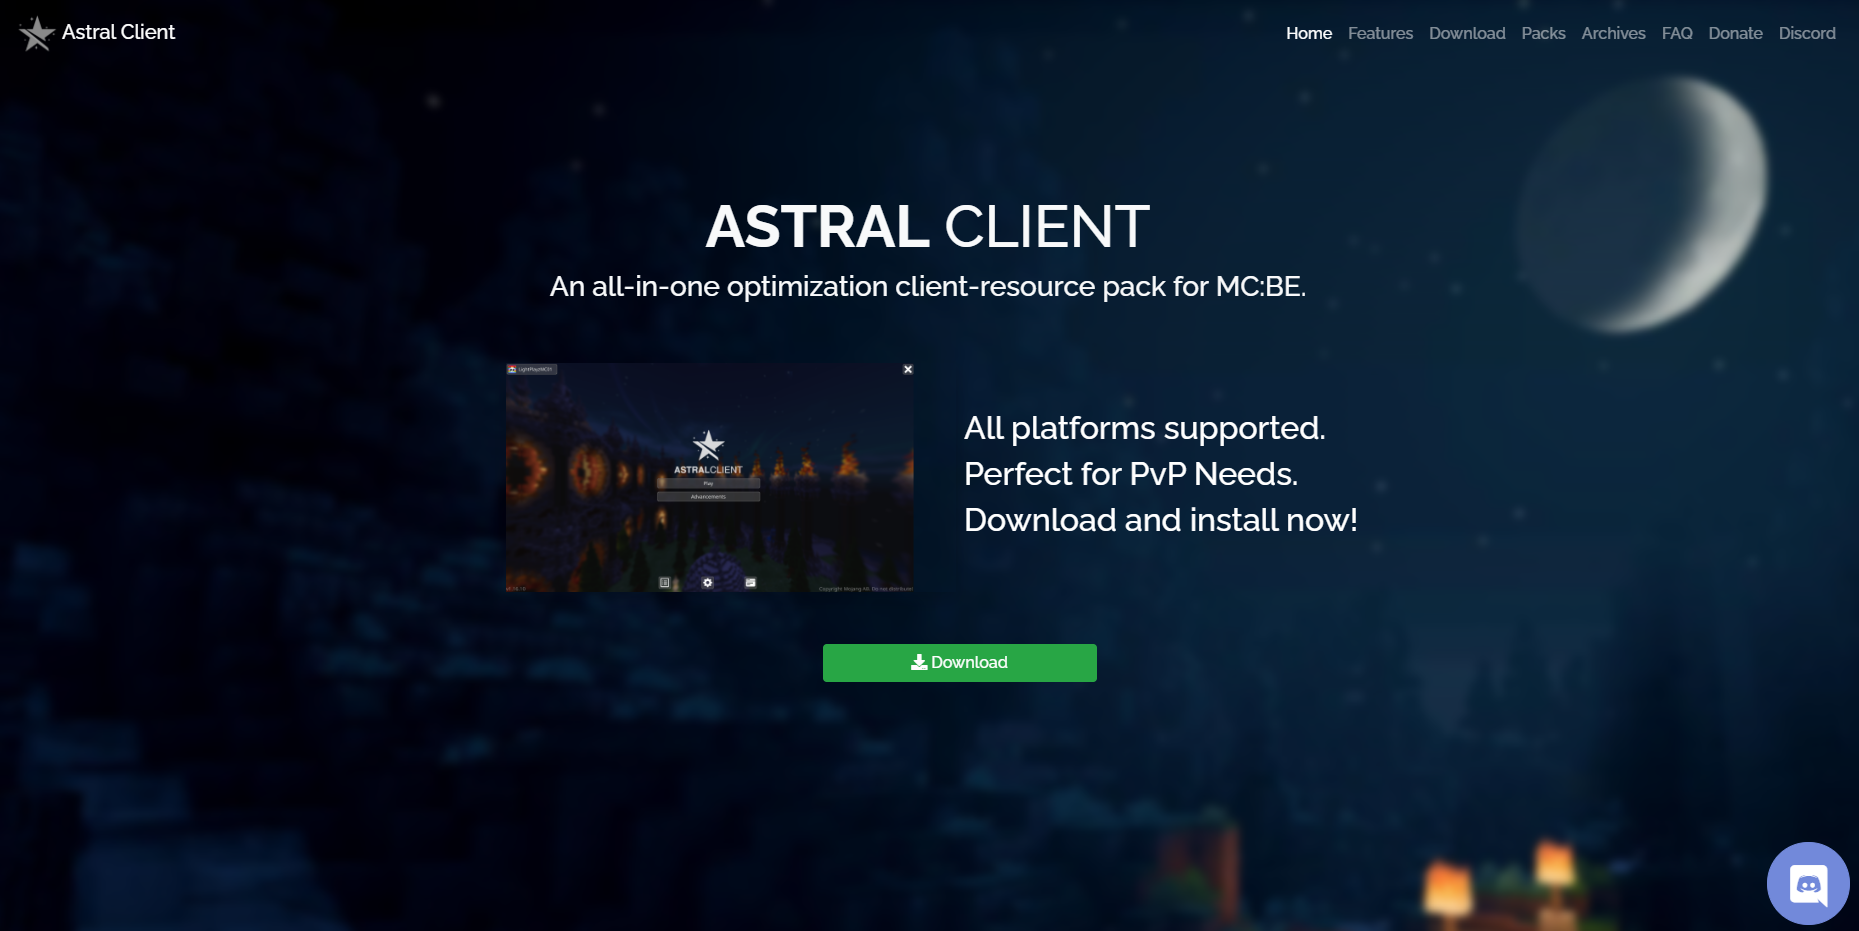 Astral Client
Home Features Download Packs Archives FAQ Donate Discord
ASTRAL CLIENT
An all-in-one optimization client-resource pack for MC:BE.
ASTRALCLIENT
Play
Advancements
All platforms supported.
Perfect for PvP Needs.
Download and install now!
Download